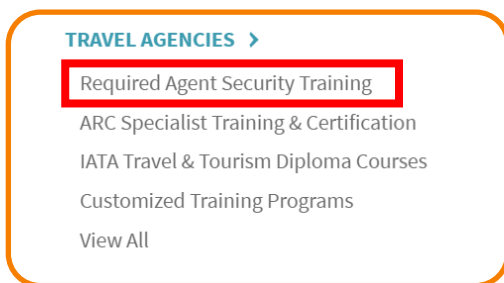 TRAVEL AGENCIES >
Required Agent Security Training
ARC Specialist Training & Certification
IATA Travel & Tourism Diploma Courses
Customized Training Programs
View All